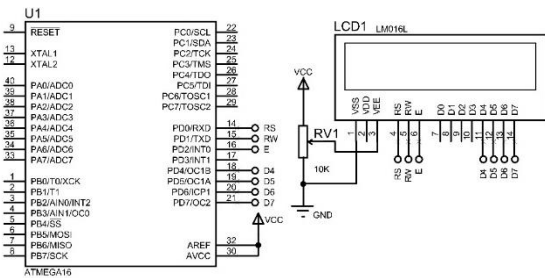 U1
9 RESET
13 XTAL1
12 XTAL2
40 PA0/ADC0
39 PA1/ADC1
38 PA2/ADC2
37 PA3/ADC3
36 PA4/ADC4
35 PA5/ADC5
34 PA6/ADC6
33 PA7/ADC7
1 PB0/T0/XCK
2 PB1/T1
3 PB2/AIN0/INT2
4 PB3/AIN1/OC0
5 PB4/SS
6 PB5/MOSI
7 PB6/MISO
8 PB7/SCK
PC0/SCL 22
PC1/SDA 23
PC2/TCK 24
PC3/TMS 25
PC4/TDO 26
PC5/TDI 27
PC6/TOSC1 28
PC7/TOSC2 29
PD0/RXD 14 RS
PD1/TXD 15 RW
PD2/INT0 16 E
PD3/INT1 17
PD4/OC1B 18 D4
PD5/OC1A 19 D5
PD6/ICP1 20 D6
PD7/OC2 21 D7
VCC
AREF 32
AVCC 30
ATMEGA16
LCD1 LM016L
VSS VDD VEE RS RW E D0 D1 D2 D3 D4 D5 D6 D7
1 2 3 4 5 6 7 8 9 10 11 12 13 14
RS RW E D4 D5 D6 D7
VCC
RV1
10K
GND